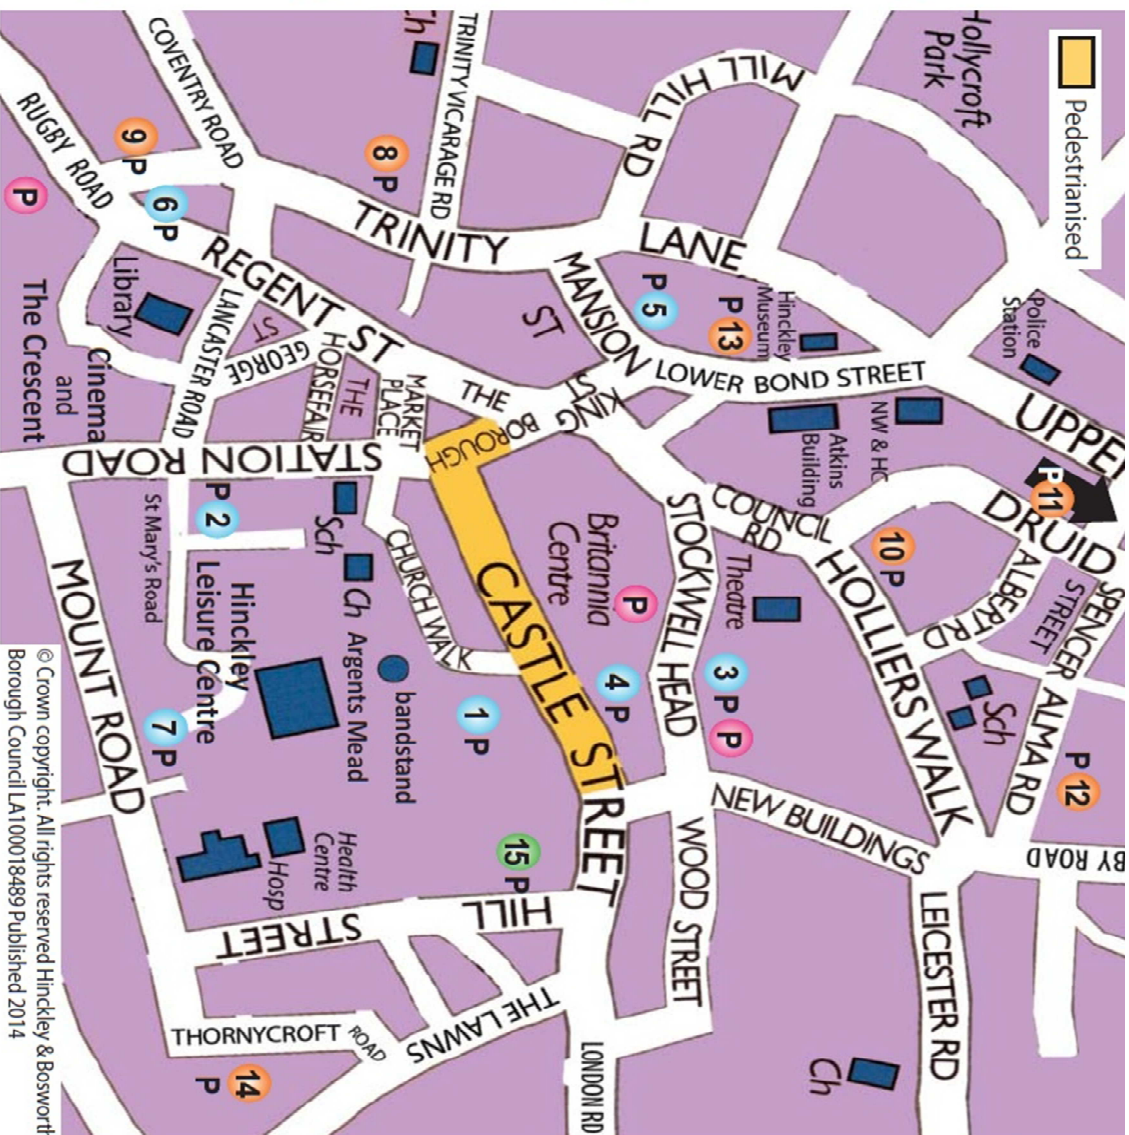 Pedestrianised
Hollycroft
Park
Police
Station
UPPE
P 11
DRUID
SPENCER
STREET
ALBERT RD
ALMA RD
P 12
BY ROAD
Sch
10 P
HOLLIERS WALK
COUNCIL
RD
NW & HC
Atkins
Building
Hinckley
Museum
P 13
P 5
LOWER BOND STREET
MILL HILL RD
TRINITY
LANE
MANSION
ST
KING
ST
TRINITY VICARAGE RD
Ch
8 P
COVENTRY ROAD
RUGBY ROAD
9 P
6 P
P
REGENT ST
Library
LANCASTER ROAD
GEORGE
ST
THE
HORSEFAIR
MARKET
PLACE
THE
BOROUGH
Cinema
and
The Crescent
STATION ROAD
St Mary's Road
P 2
Sch
Ch
CHURCH WALK
CASTLE STREET
Britannia
Centre
P
4 P
STOCKWELL HEAD
Theatre
3 P
P
1 P
bandstand
Argents Mead
Hinckley
Leisure Centre
7 P
MOUNT ROAD
NEW BUILDINGS
WOOD STREET
LEICESTER RD
15 P
Health
Centre
Hosp
HILL
STREET
THE LAWNS
THORNYCROFT
ROAD
14
P
LONDON RD
Ch
© Crown copyright. All rights reserved Hinckley & Bosworth
Borough Council LA100018489 Published 2014